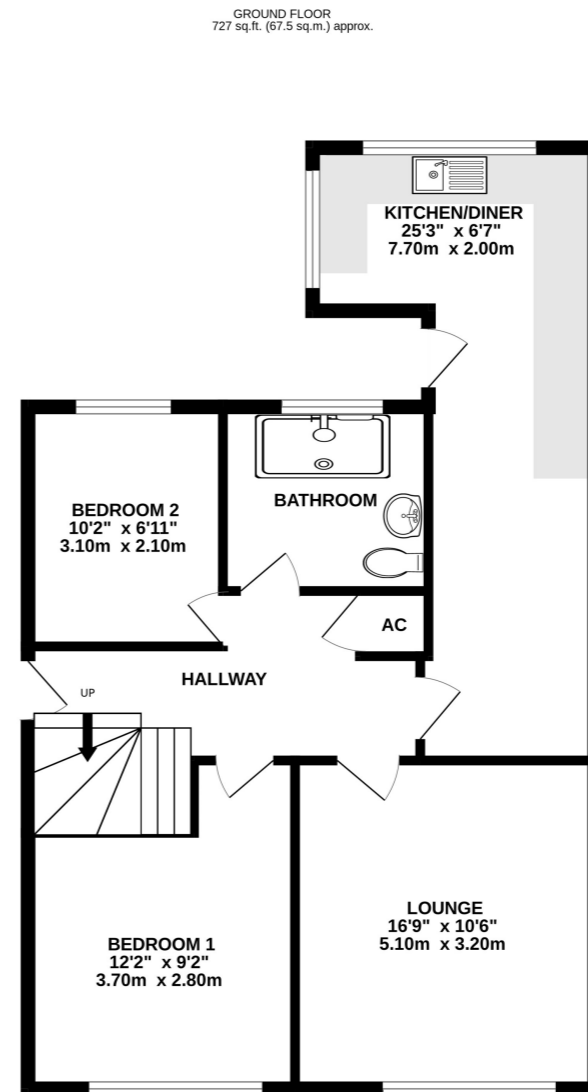 GROUND FLOOR
727 sq.ft. (67.5 sq.m.) approx.
KITCHEN/DINER
25'3" x 6'7"
7.70m x 2.00m
BEDROOM 2
10'2" x 6'11"
3.10m x 2.10m
BATHROOM
AC
HALLWAY
UP
LOUNGE
16'9" x 10'6"
5.10m x 3.20m
BEDROOM 1
12'2" x 9'2"
3.70m x 2.80m